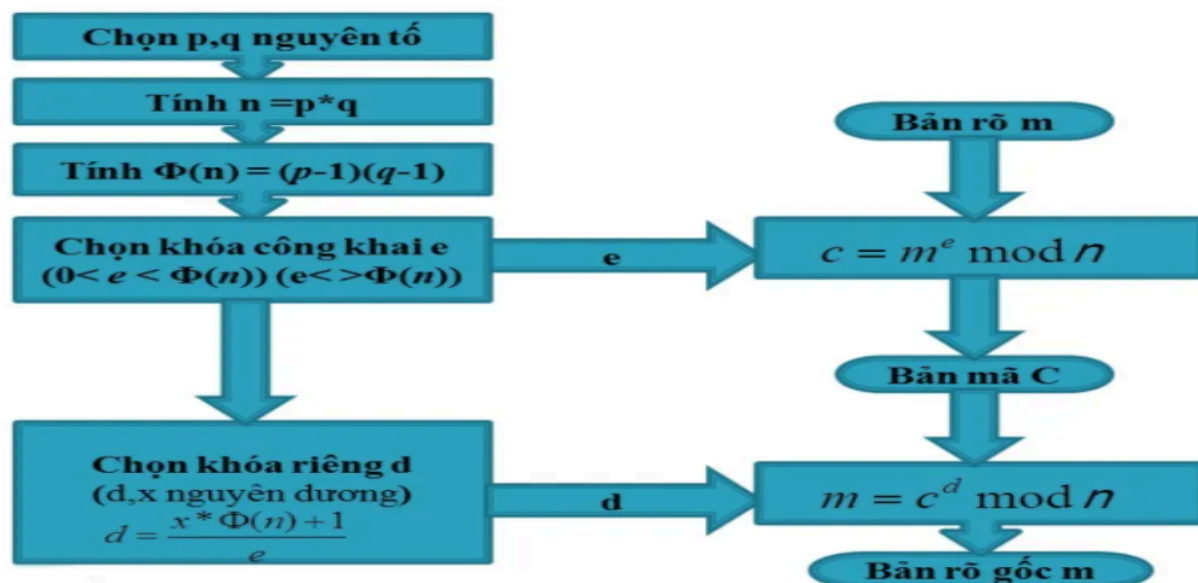 Chọn p,q nguyên tố
Tính n =p*q
Tính Φ(n) = (p-1)(q-1)
Chọn khóa công khai e
(0< e < Φ(n)) (e< >Φ(n))
e
Chọn khóa riêng d
(d,x nguyên dương)
d = \frac{x * Φ(n) + 1}{e}
d
Bản rõ m
c = m^e mod n
Bản mã C
m = c^d mod n
Bản rõ gốc m